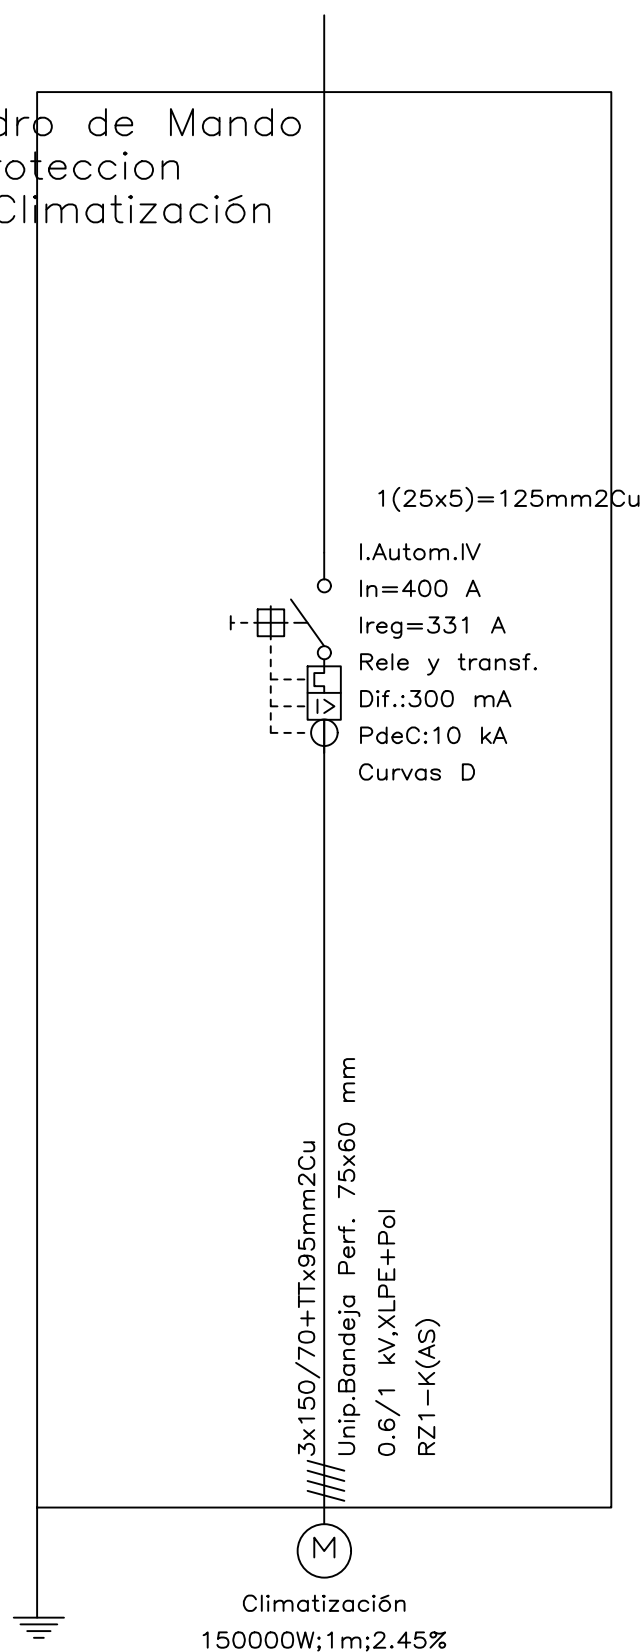 dro de Mando
roteccion
Climatización
1(25x5)=125mm2Cu
I.Autom.IV
In=400 A
Ireg=331 A
Rele y transf.
Dif.:300 mA
PdeC:10 kA
Curvas D
3x150/70+TTx95mm2Cu
Unip.Bandeja Perf. 75x60 mm
0.6/1 kV,XLPE+Pol
RZ1-K(AS)
M
Climatización
150000W;1m;2.45%